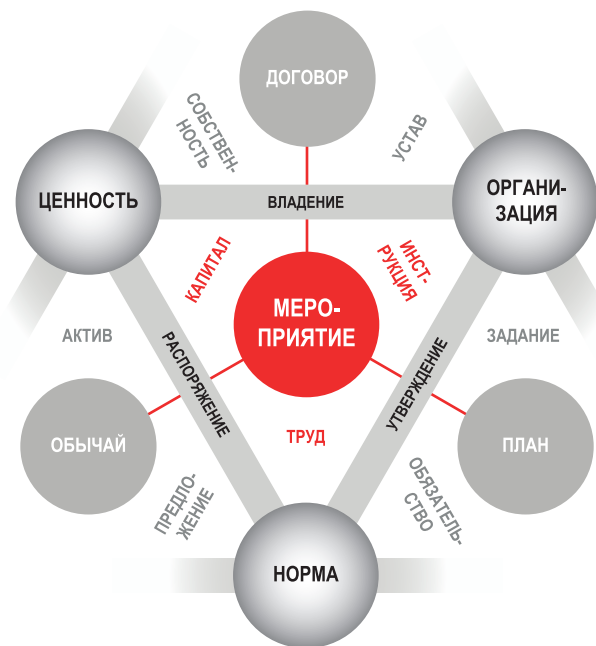 ДОГОВОР
СОБСТВЕН-
НОСТЬ
УСТАВ
ЦЕННОСТЬ
ВЛАДЕНИЕ
ОРГАНИ-
ЗАЦИЯ
КАПИТАЛ
ИНСТ-
РУКЦИЯ
МЕРО-
ПРИЯТИЕ
АКТИВ
РАСПОРЯЖЕНИЕ
УТВЕРЖДЕНИЕ
ЗАДАНИЕ
ОБЫЧАЙ
ТРУД
ПЛАН
ПРЕДЛО-
ЖЕНИЕ
ОБЯЗАТЕЛЬ-
СТВО
НОРМА